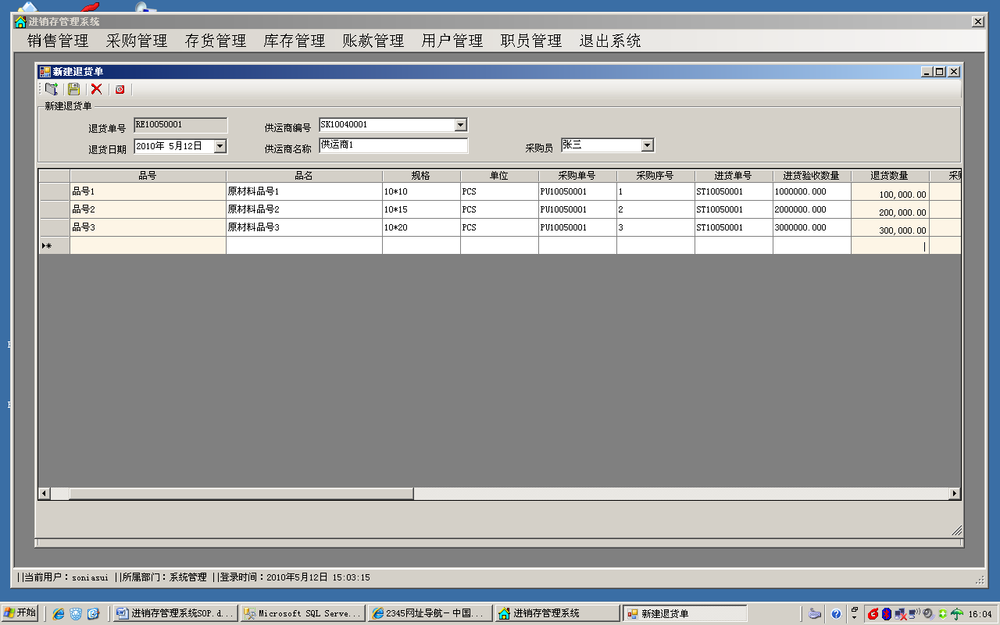 进销存管理系统
销售管理 采购管理 存货管理 库存管理 账款管理 用户管理 职员管理 退出系统
新建退货单
新建退货单
退货单号 RE10050001 供运商编号 SK10040001
退货日期 2010年 5月12日 供运商名称 供运商1 采购员 张三
品号 品名 规格 单位 采购单号 采购序号 进货单号 进货验收数量 退货数量
品号1 原材料品号1 10*10 PCS PU10050001 1 ST10050001 1000000.000 100,000.00
品号2 原材料品号2 10*15 PCS PU10050001 2 ST10050001 2000000.000 200,000.00
品号3 原材料品号3 10*20 PCS PU10050001 3 ST10050001 3000000.000 300,000.00
||当前用户：soniasui ||所属部门：系统管理 ||登录时间：2010年5月12日 15:03:15
开始 进销存管理系统SOP.d... Microsoft SQL Serve... 2345网址导航－中国... 进销存管理系统 新建退货单 16:04